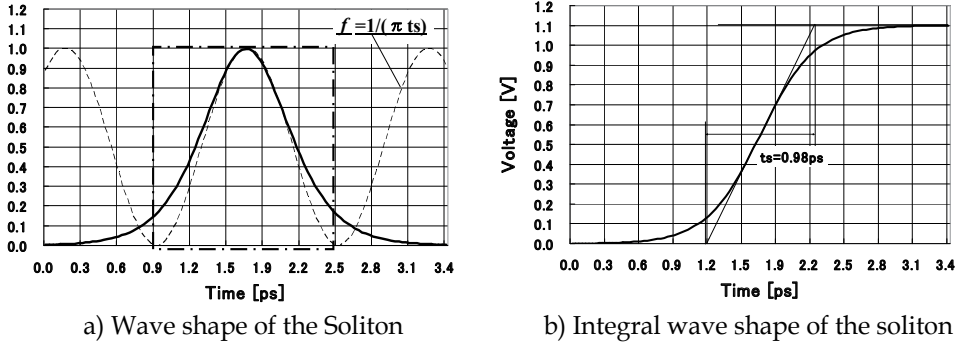 f =1/(π ts)
1.2
1.1
1.0
0.9
0.8
0.7
0.6
0.5
0.4
0.3
0.2
0.1
0.0
0.0 0.3 0.6 0.9 1.2 1.5 1.8 2.2 2.5 2.8 3.1 3.4
Time [ps]
a) Wave shape of the Soliton
Voltage [V]
1.2
1.1
1.0
0.9
0.8
0.7
0.6
0.5
0.4
0.3
0.2
0.1
0.0
ts=0.98ps
0.0 0.3 0.6 0.9 1.2 1.5 1.8 2.2 2.5 2.8 3.1 3.4
Time [ps]
b) Integral wave shape of the soliton